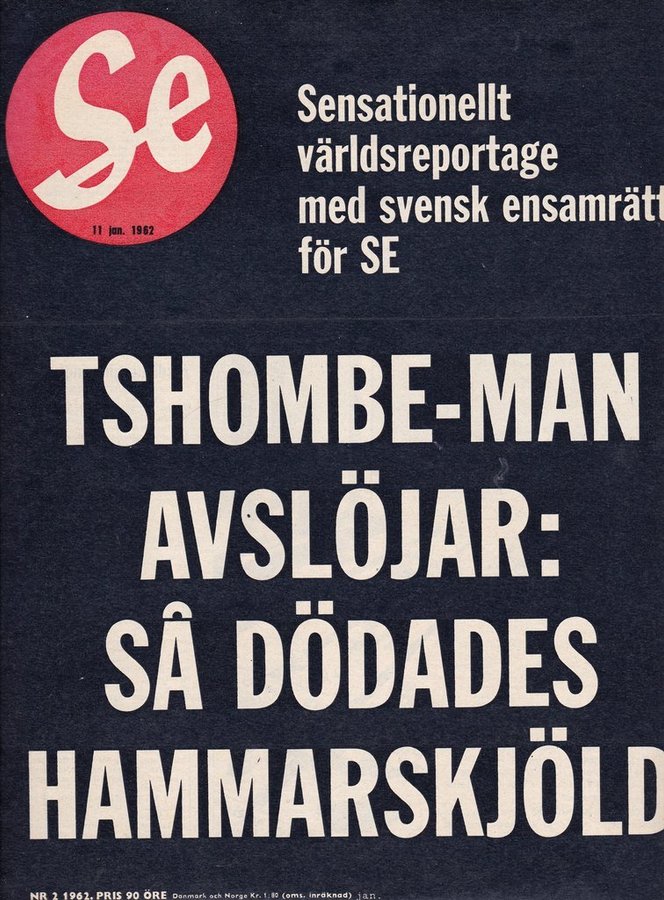 Se
11 jan. 1962
Sensationellt
världsreportage
med svensk ensamrätt
för SE
TSHOMBE-MAN
AVSLÖJAR:
SÅ DÖDADES
HAMMARSKJÖLD
NR 2 1962. PRIS 90 ÖRE Danmark och Norge Kr. 1:80 (oms. inräknad) jan.